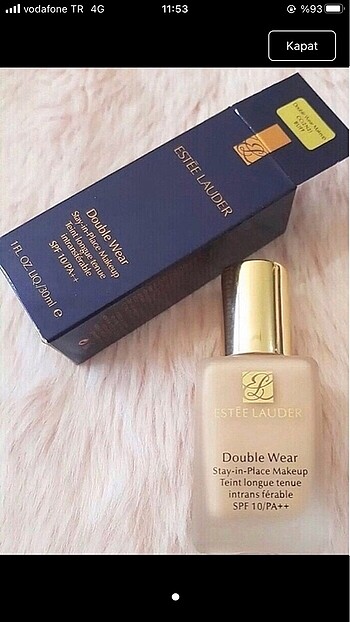 vodafone TR 4G
11:53
%93
Kapat
ESTĒE LAUDER
Double Wear
Stay-in-Place Makeup
Teint longue tenue
intransférable
SPF 10/PA++
1 FL.OZ.LIQ./30ml ℮
ESTĒE LAUDER
Double Wear
Stay-in-Place Makeup
Teint longue tenue
intransférable
SPF 10/PA++